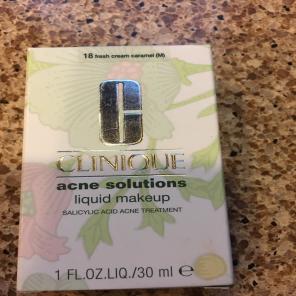 18 fresh cream caramel (M)
CLINIQUE
acne solutions
liquid makeup
SALICYLIC ACID ACNE TREATMENT
1 FL.OZ.LIQ./30 ml e